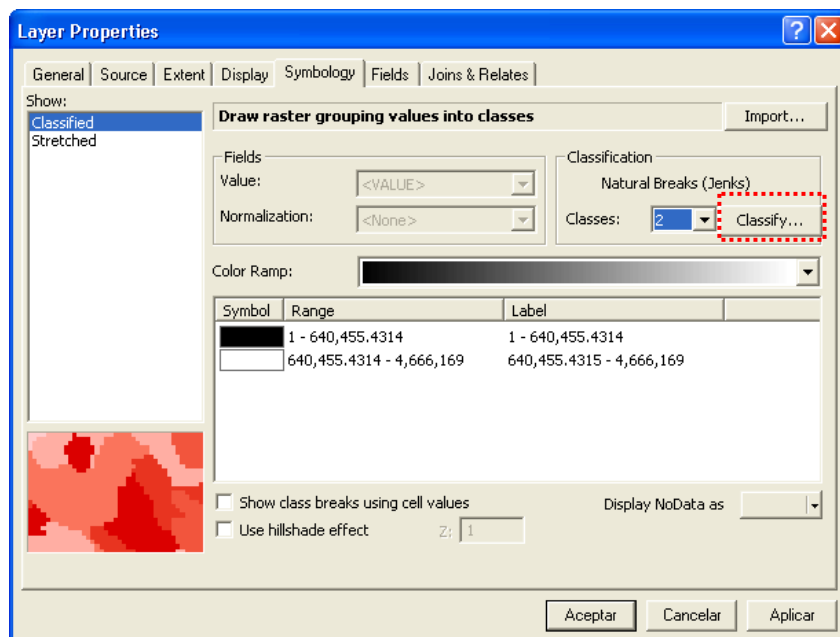 Layer Properties
General Source Extent Display Symbology Fields Joins & Relates
Show:
Classified
Stretched
Draw raster grouping values into classes
Import...
Fields
Value:
<VALUE>
Normalization:
<None>
Classification
Natural Breaks (Jenks)
Classes:
2
Classify...
Color Ramp:
Symbol Range Label
1 - 640,455.4314 1 - 640,455.4314
640,455.4314 - 4,666,169 640,455.4315 - 4,666,169
Show class breaks using cell values
Display NoData as
Use hillshade effect
Z: 1
Aceptar Cancelar Aplicar